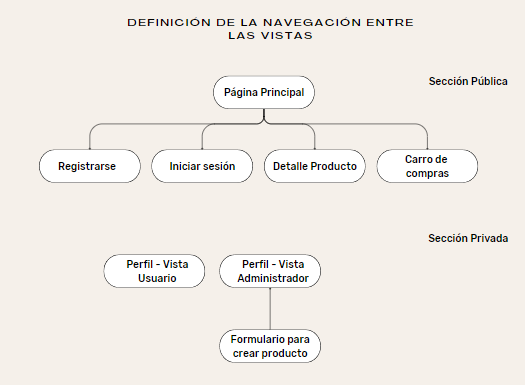 DEFINICIÓN DE LA NAVEGACIÓN ENTRE
LAS VISTAS
Sección Pública
Página Principal
Registrarse
Iniciar sesión
Detalle Producto
Carro de
compras
Sección Privada
Perfil - Vista
Usuario
Perfil - Vista
Administrador
Formulario para
crear producto